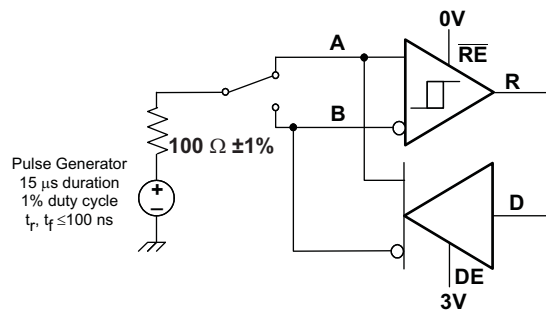 0V
A
RE
R
B
100 Ω ±1%
Pulse Generator
15 μs duration
1% duty cycle
tr, tf ≤100 ns
+
−
D
DE
3V